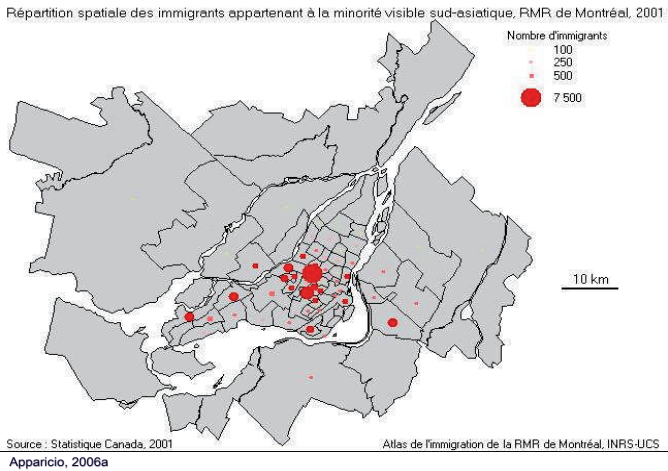 Répartition spatiale des immigrants appartenant à la minorité visible sud-asiatique, RMR de Montréal, 2001
Nombre d'immigrants
100
250
500
7 500
10 km
Source : Statistique Canada, 2001
Atlas de l'immigration de la RMR de Montréal, INRS-UCS
Apparicio, 2006a